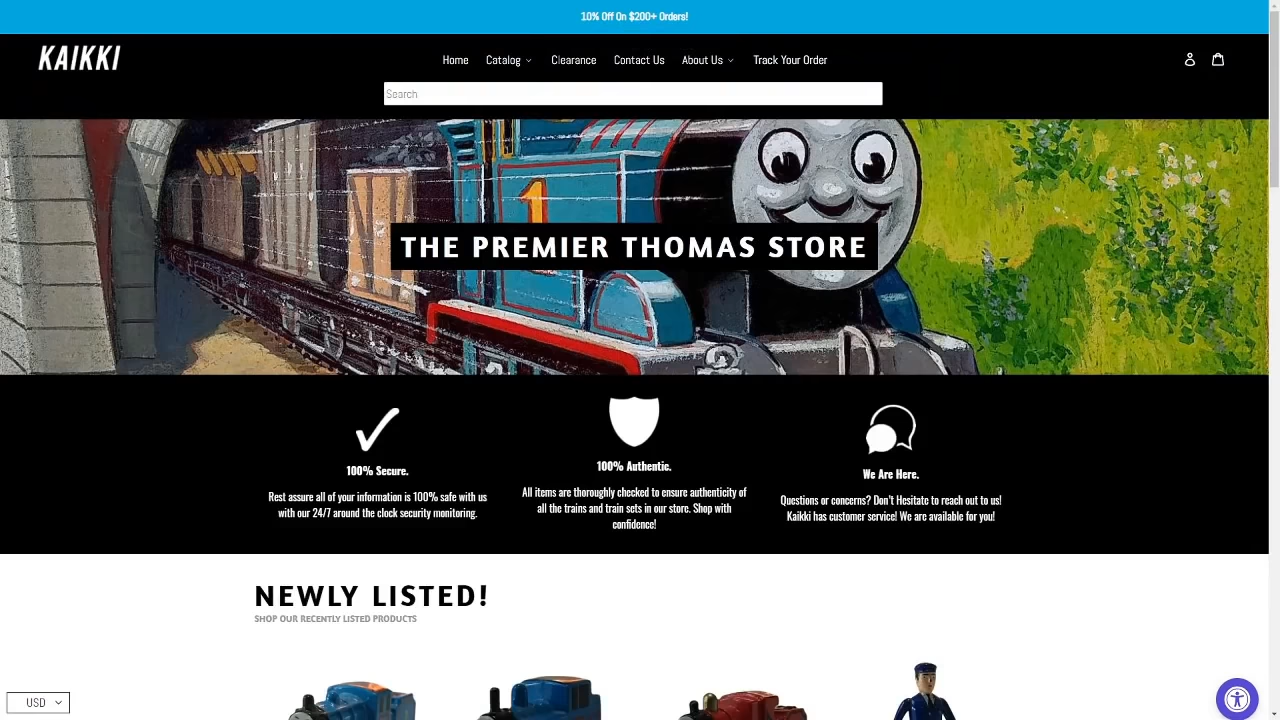 10% Off On $200+ Orders!
KAIKKI
Home Catalog Clearance Contact Us About Us Track Your Order
Search
1
THE PREMIER THOMAS STORE
100% Secure.
Rest assure all of your information is 100% safe with us
with our 24/7 around the clock security monitoring.
100% Authentic.
All items are thoroughly checked to ensure authenticity of
all the trains and train sets in our store. Shop with
confidence!
We Are Here.
Questions or concerns? Don't Hesitate to reach out to us!
Kaikki has customer service! We are available for you!
NEWLY LISTED!
SHOP OUR RECENTLY LISTED PRODUCTS
USD